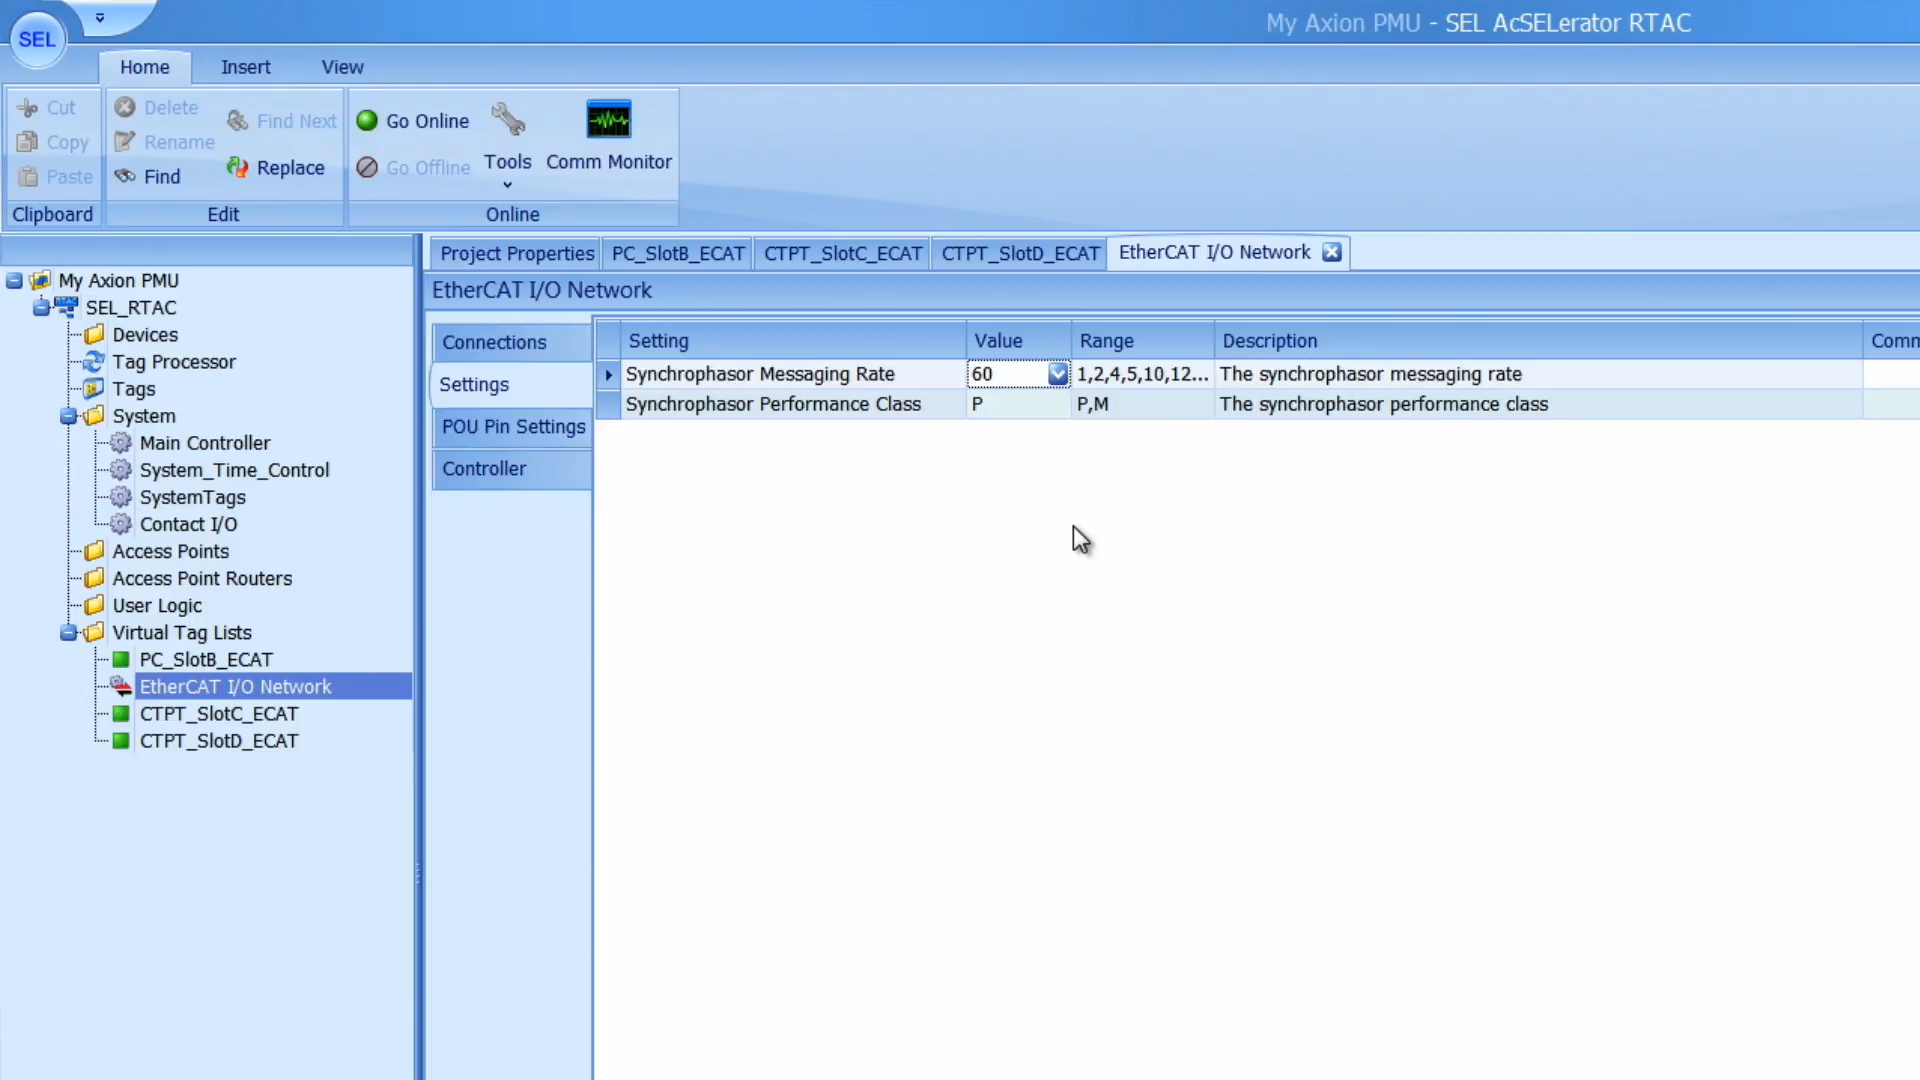 My Axion PMU - SEL AcSELerator RTAC
SEL
Home Insert View
Cut Delete Find Next Go Online Tools Comm Monitor
Copy Rename Replace Go Offline
Paste Find
Clipboard Edit Online
Project Properties PC_SlotB_ECAT CTPT_SlotC_ECAT CTPT_SlotD_ECAT EtherCAT I/O Network
EtherCAT I/O Network
My Axion PMU
SEL_RTAC
Devices
Tag Processor
Tags
System
Main Controller
System_Time_Control
SystemTags
Contact I/O
Access Points
Access Point Routers
User Logic
Virtual Tag Lists
PC_SlotB_ECAT
EtherCAT I/O Network
CTPT_SlotC_ECAT
CTPT_SlotD_ECAT
Connections
Settings
POU Pin Settings
Controller
Setting Value Range Description Comm
Synchrophasor Messaging Rate 60 1,2,4,5,10,12... The synchrophasor messaging rate
Synchrophasor Performance Class P P,M The synchrophasor performance class